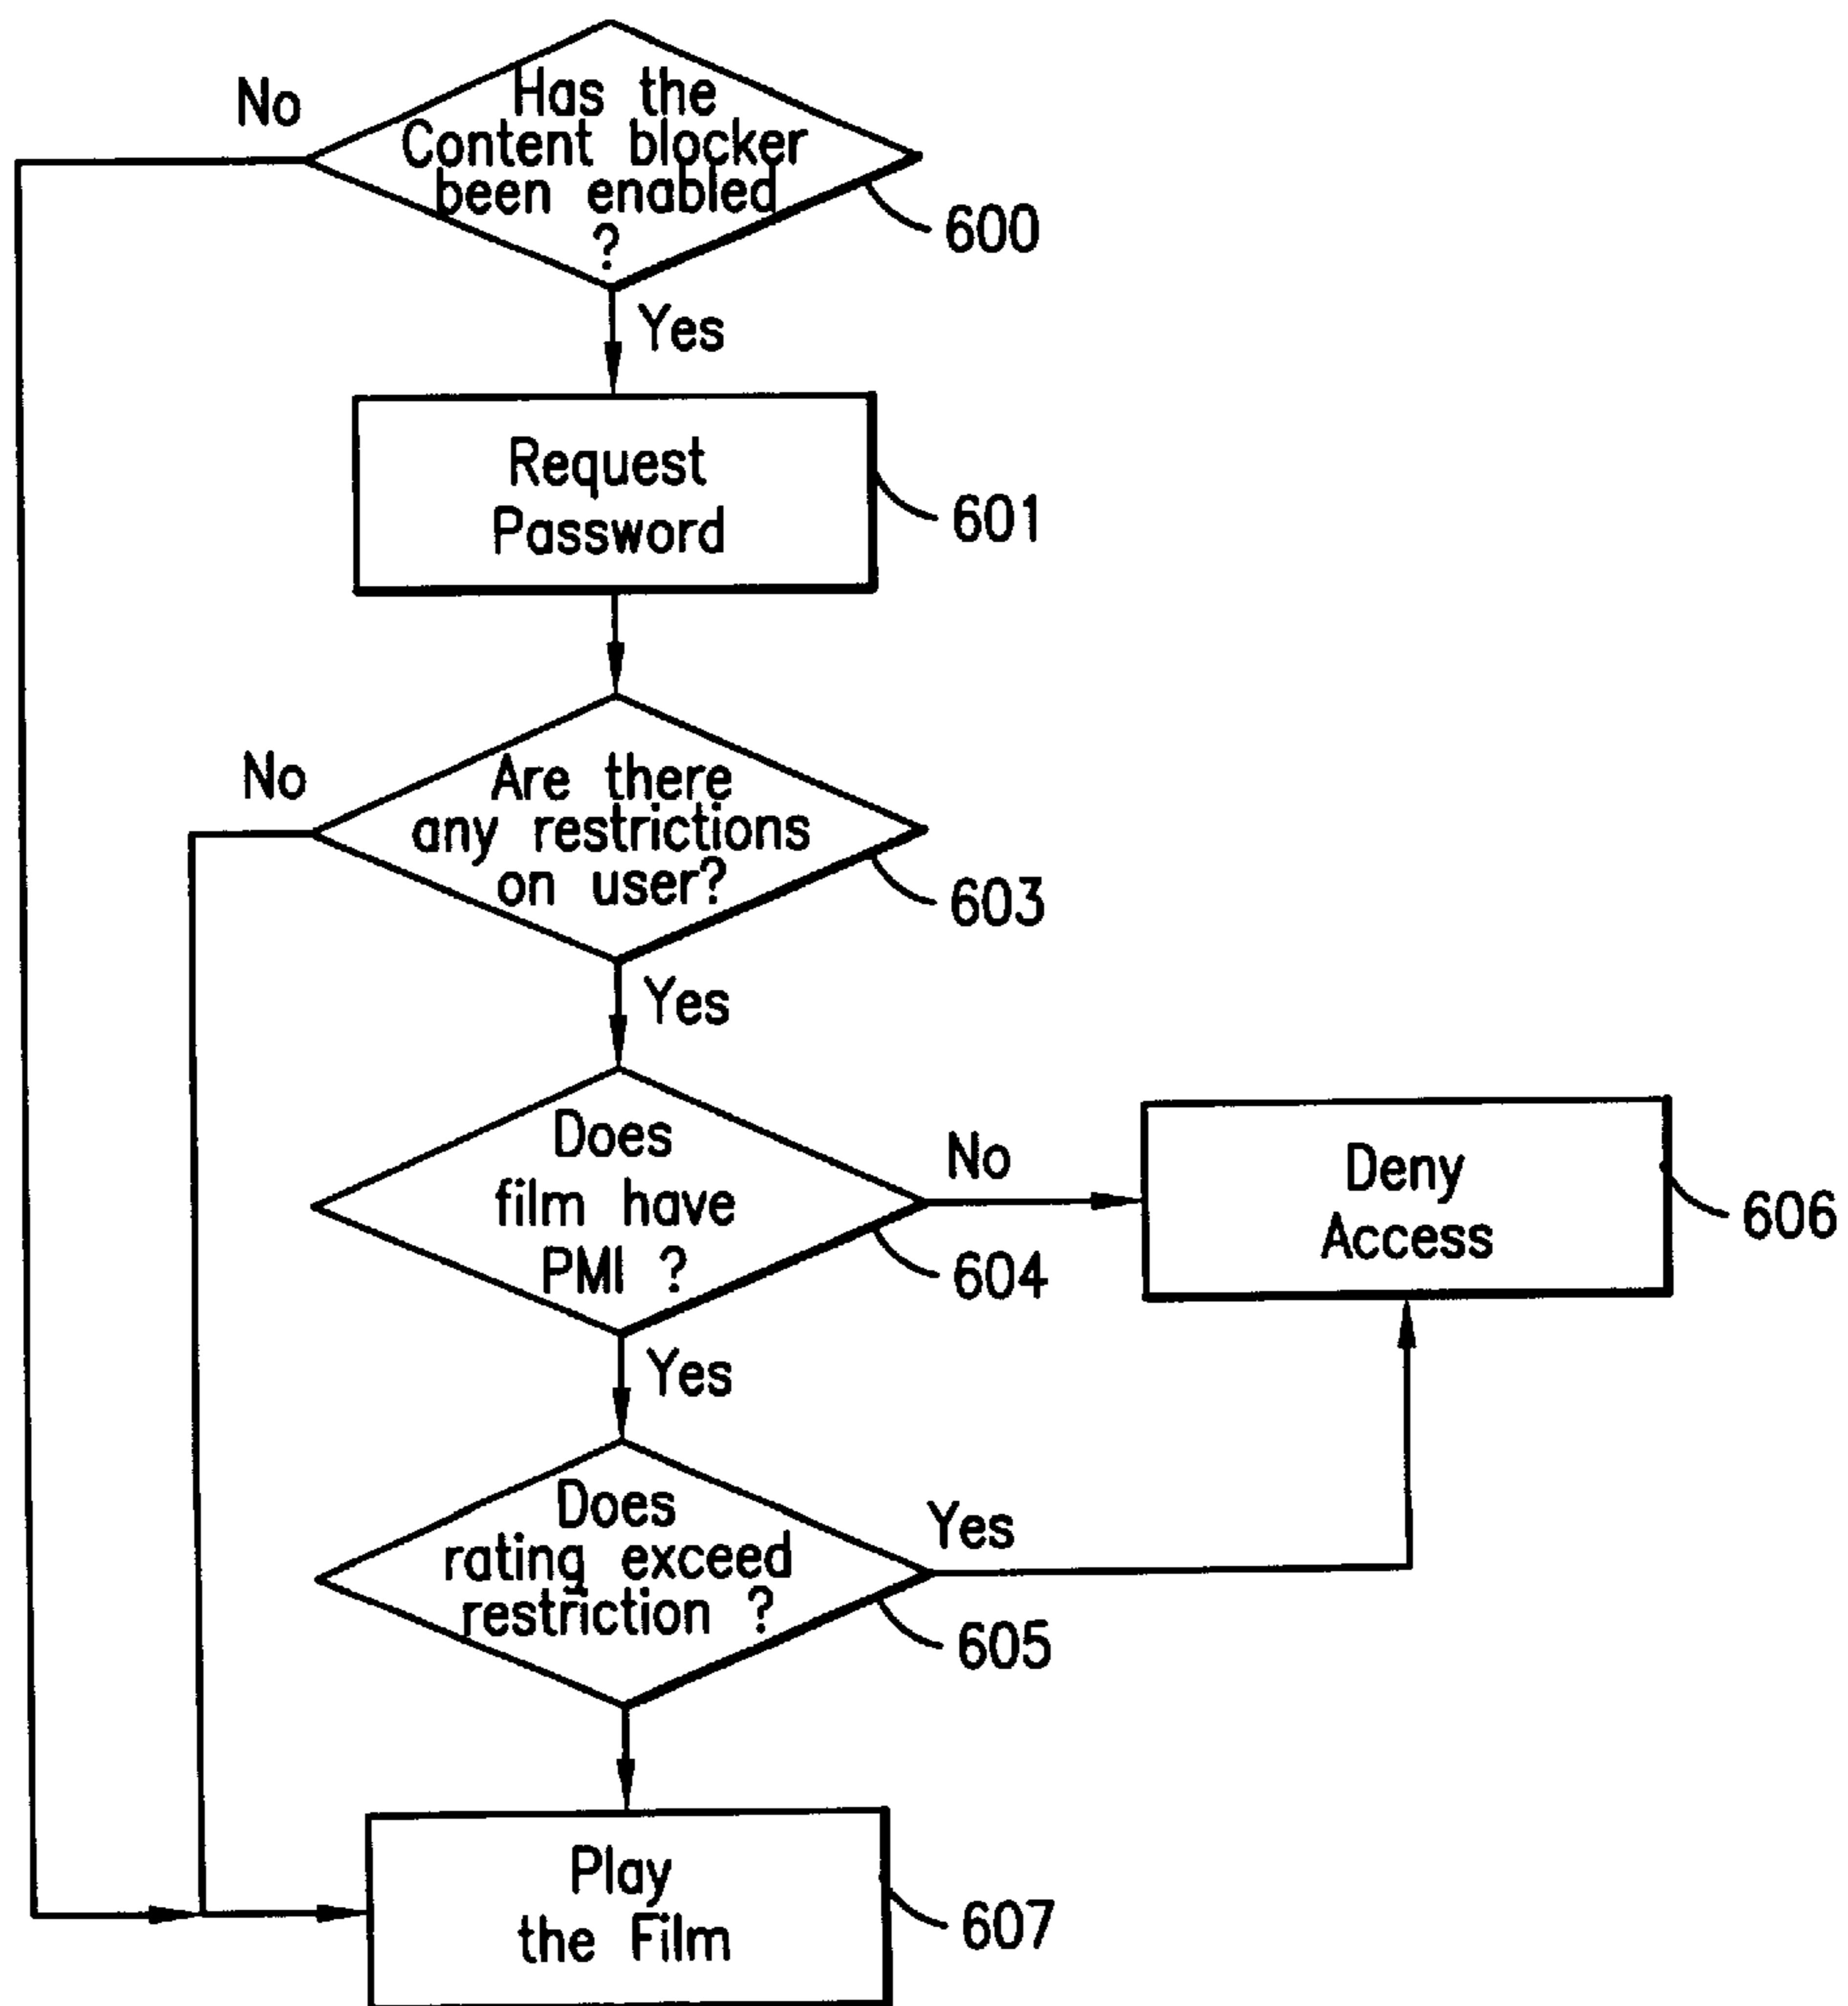 No
Has the
Content blocker
been enabled
?
600
Yes
Request
Password
601
No
Are there
any restrictions
on user?
603
Yes
Does
film have
PMI ?
604
No
Deny
Access
606
Yes
Does
rating exceed
restriction ?
605
Yes
Play
the Film
607